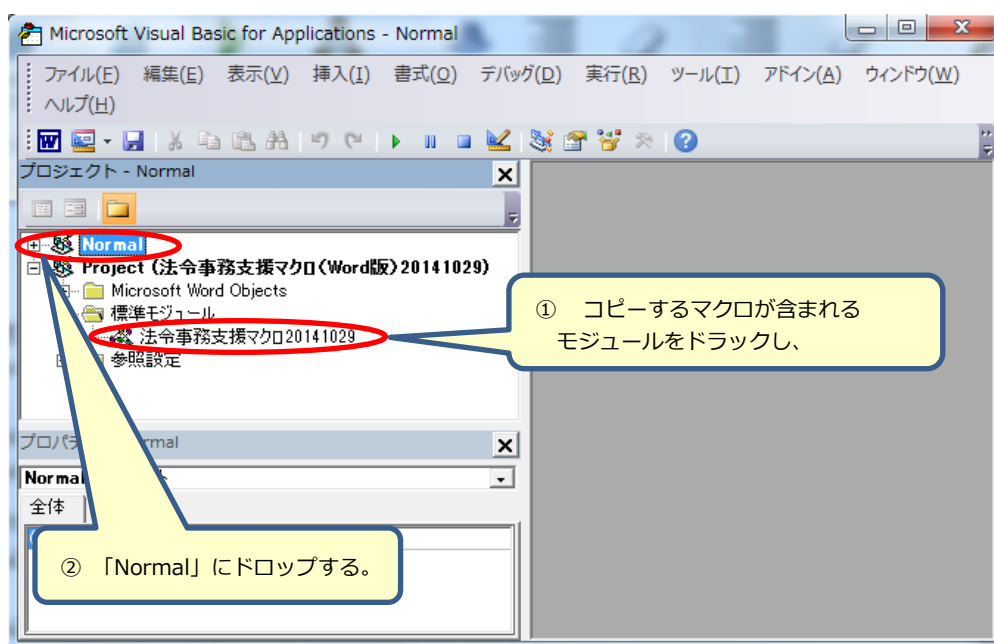 Microsoft Visual Basic for Applications - Normal
ファイル(F) 編集(E) 表示(V) 挿入(I) 書式(O) デバッグ(D) 実行(R) ツール(T) アドイン(A) ウィンドウ(W)
ヘルプ(H)
プロジェクト - Normal
Normal
Project (法令事務支援マクロ(Word版)20141029)
Microsoft Word Objects
標準モジュール
法令事務支援マクロ20141029
参照設定
① コピーするマクロが含まれる
モジュールをドラックし、
プロパテ rmal
Normal
全体
② 「Normal」にドロップする。